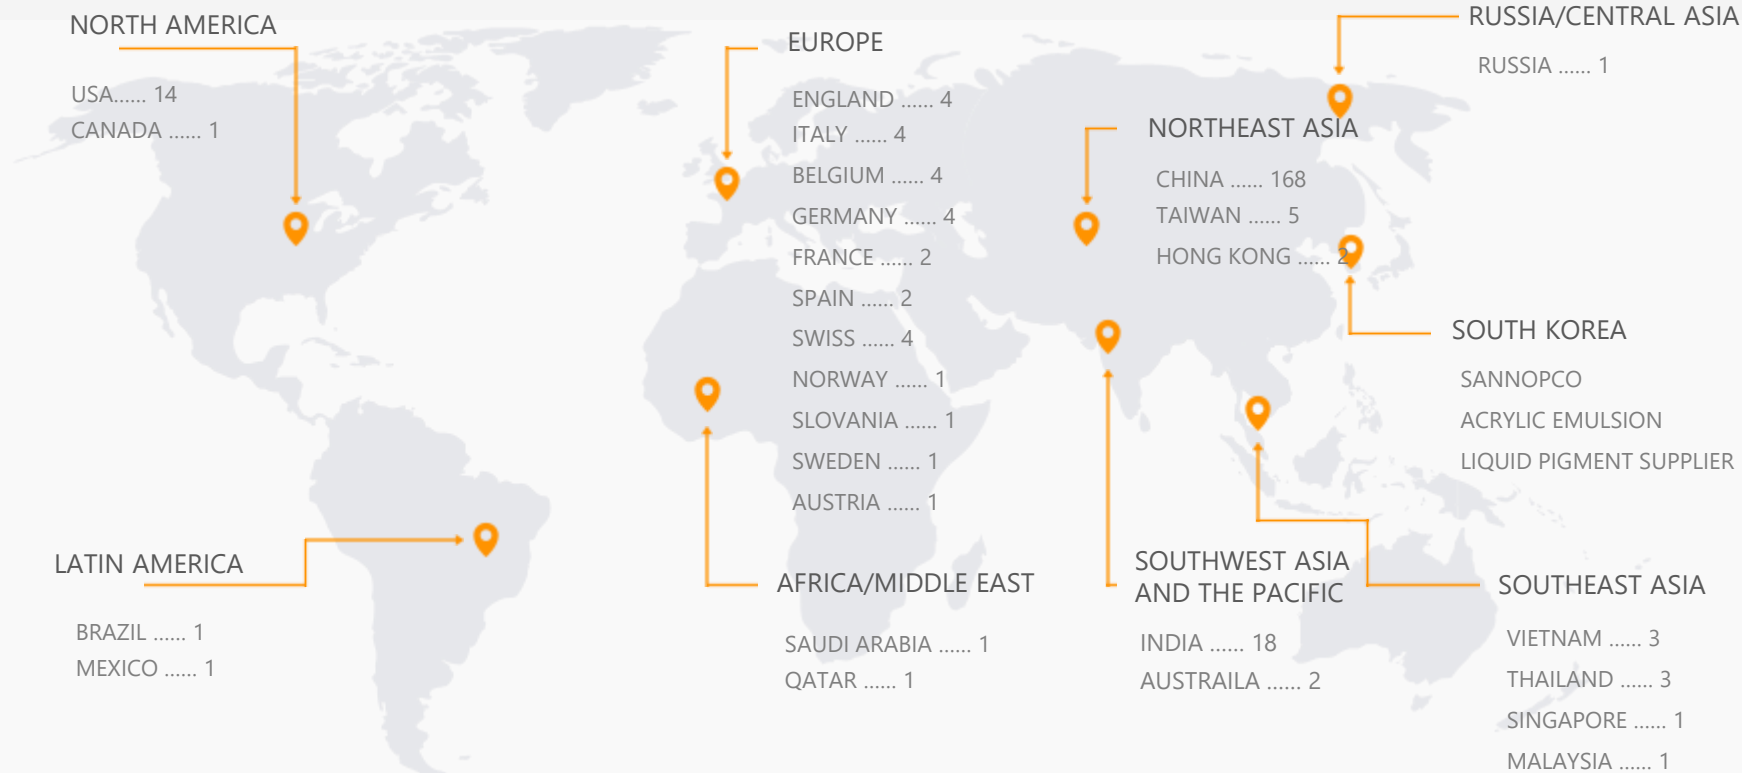 NORTH AMERICA
USA...... 14
CANADA ...... 1
EUROPE
ENGLAND ...... 4
ITALY ...... 4
BELGIUM ...... 4
GERMANY ...... 4
FRANCE ...... 2
SPAIN ...... 2
SWISS ...... 4
NORWAY ...... 1
SLOVANIA ...... 1
SWEDEN ...... 1
AUSTRIA ...... 1
RUSSIA/CENTRAL ASIA
RUSSIA ...... 1
NORTHEAST ASIA
CHINA ...... 168
TAIWAN ...... 5
HONG KONG ...... 2
SOUTH KOREA
SANNOPCO
ACRYLIC EMULSION
LIQUID PIGMENT SUPPLIER
LATIN AMERICA
BRAZIL ...... 1
MEXICO ...... 1
AFRICA/MIDDLE EAST
SAUDI ARABIA ...... 1
QATAR ...... 1
SOUTHWEST ASIA
AND THE PACIFIC
INDIA ...... 18
AUSTRAILA ...... 2
SOUTHEAST ASIA
VIETNAM ...... 3
THAILAND ...... 3
SINGAPORE ...... 1
MALAYSIA ...... 1